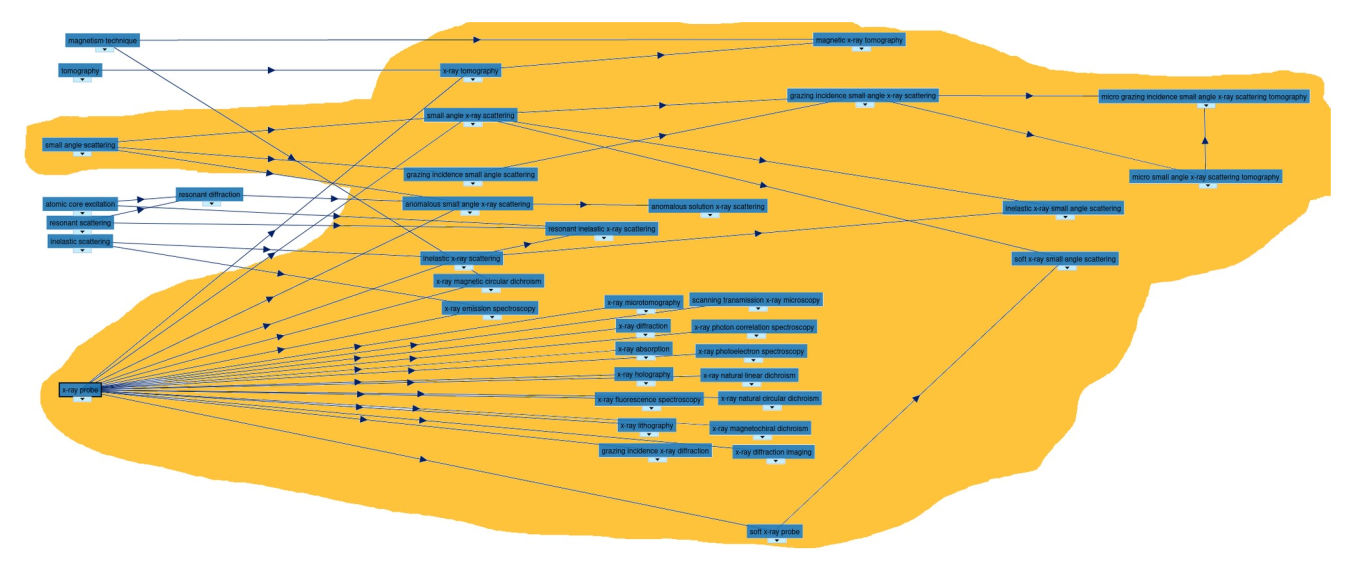 magnetism technique
magnetic x-ray tomography
tomography
x-ray tomography
grazing incidence small angle x-ray scattering
micro grazing incidence small angle x-ray scattering tomography
small angle x-ray scattering
small angle scattering
grazing incidence small angle scattering
micro small angle x-ray scattering tomography
resonant diffraction
atomic core excitation
anomalous small angle x-ray scattering
anomalous solution x-ray scattering
inelastic x-ray small angle scattering
resonant scattering
resonant inelastic x-ray scattering
inelastic scattering
inelastic x-ray scattering
soft x-ray small angle scattering
x-ray magnetic circular dichroism
x-ray emission spectroscopy
x-ray microtomography
scanning transmission x-ray microscopy
x-ray diffraction
x-ray photon correlation spectroscopy
x-ray absorption
x-ray photoelectron spectroscopy
x-ray holography
x-ray natural linear dichroism
x-ray probe
x-ray fluorescence spectroscopy
x-ray natural circular dichroism
x-ray lithography
x-ray magnetochiral dichroism
grazing incidence x-ray diffraction
x-ray diffraction imaging
soft x-ray probe